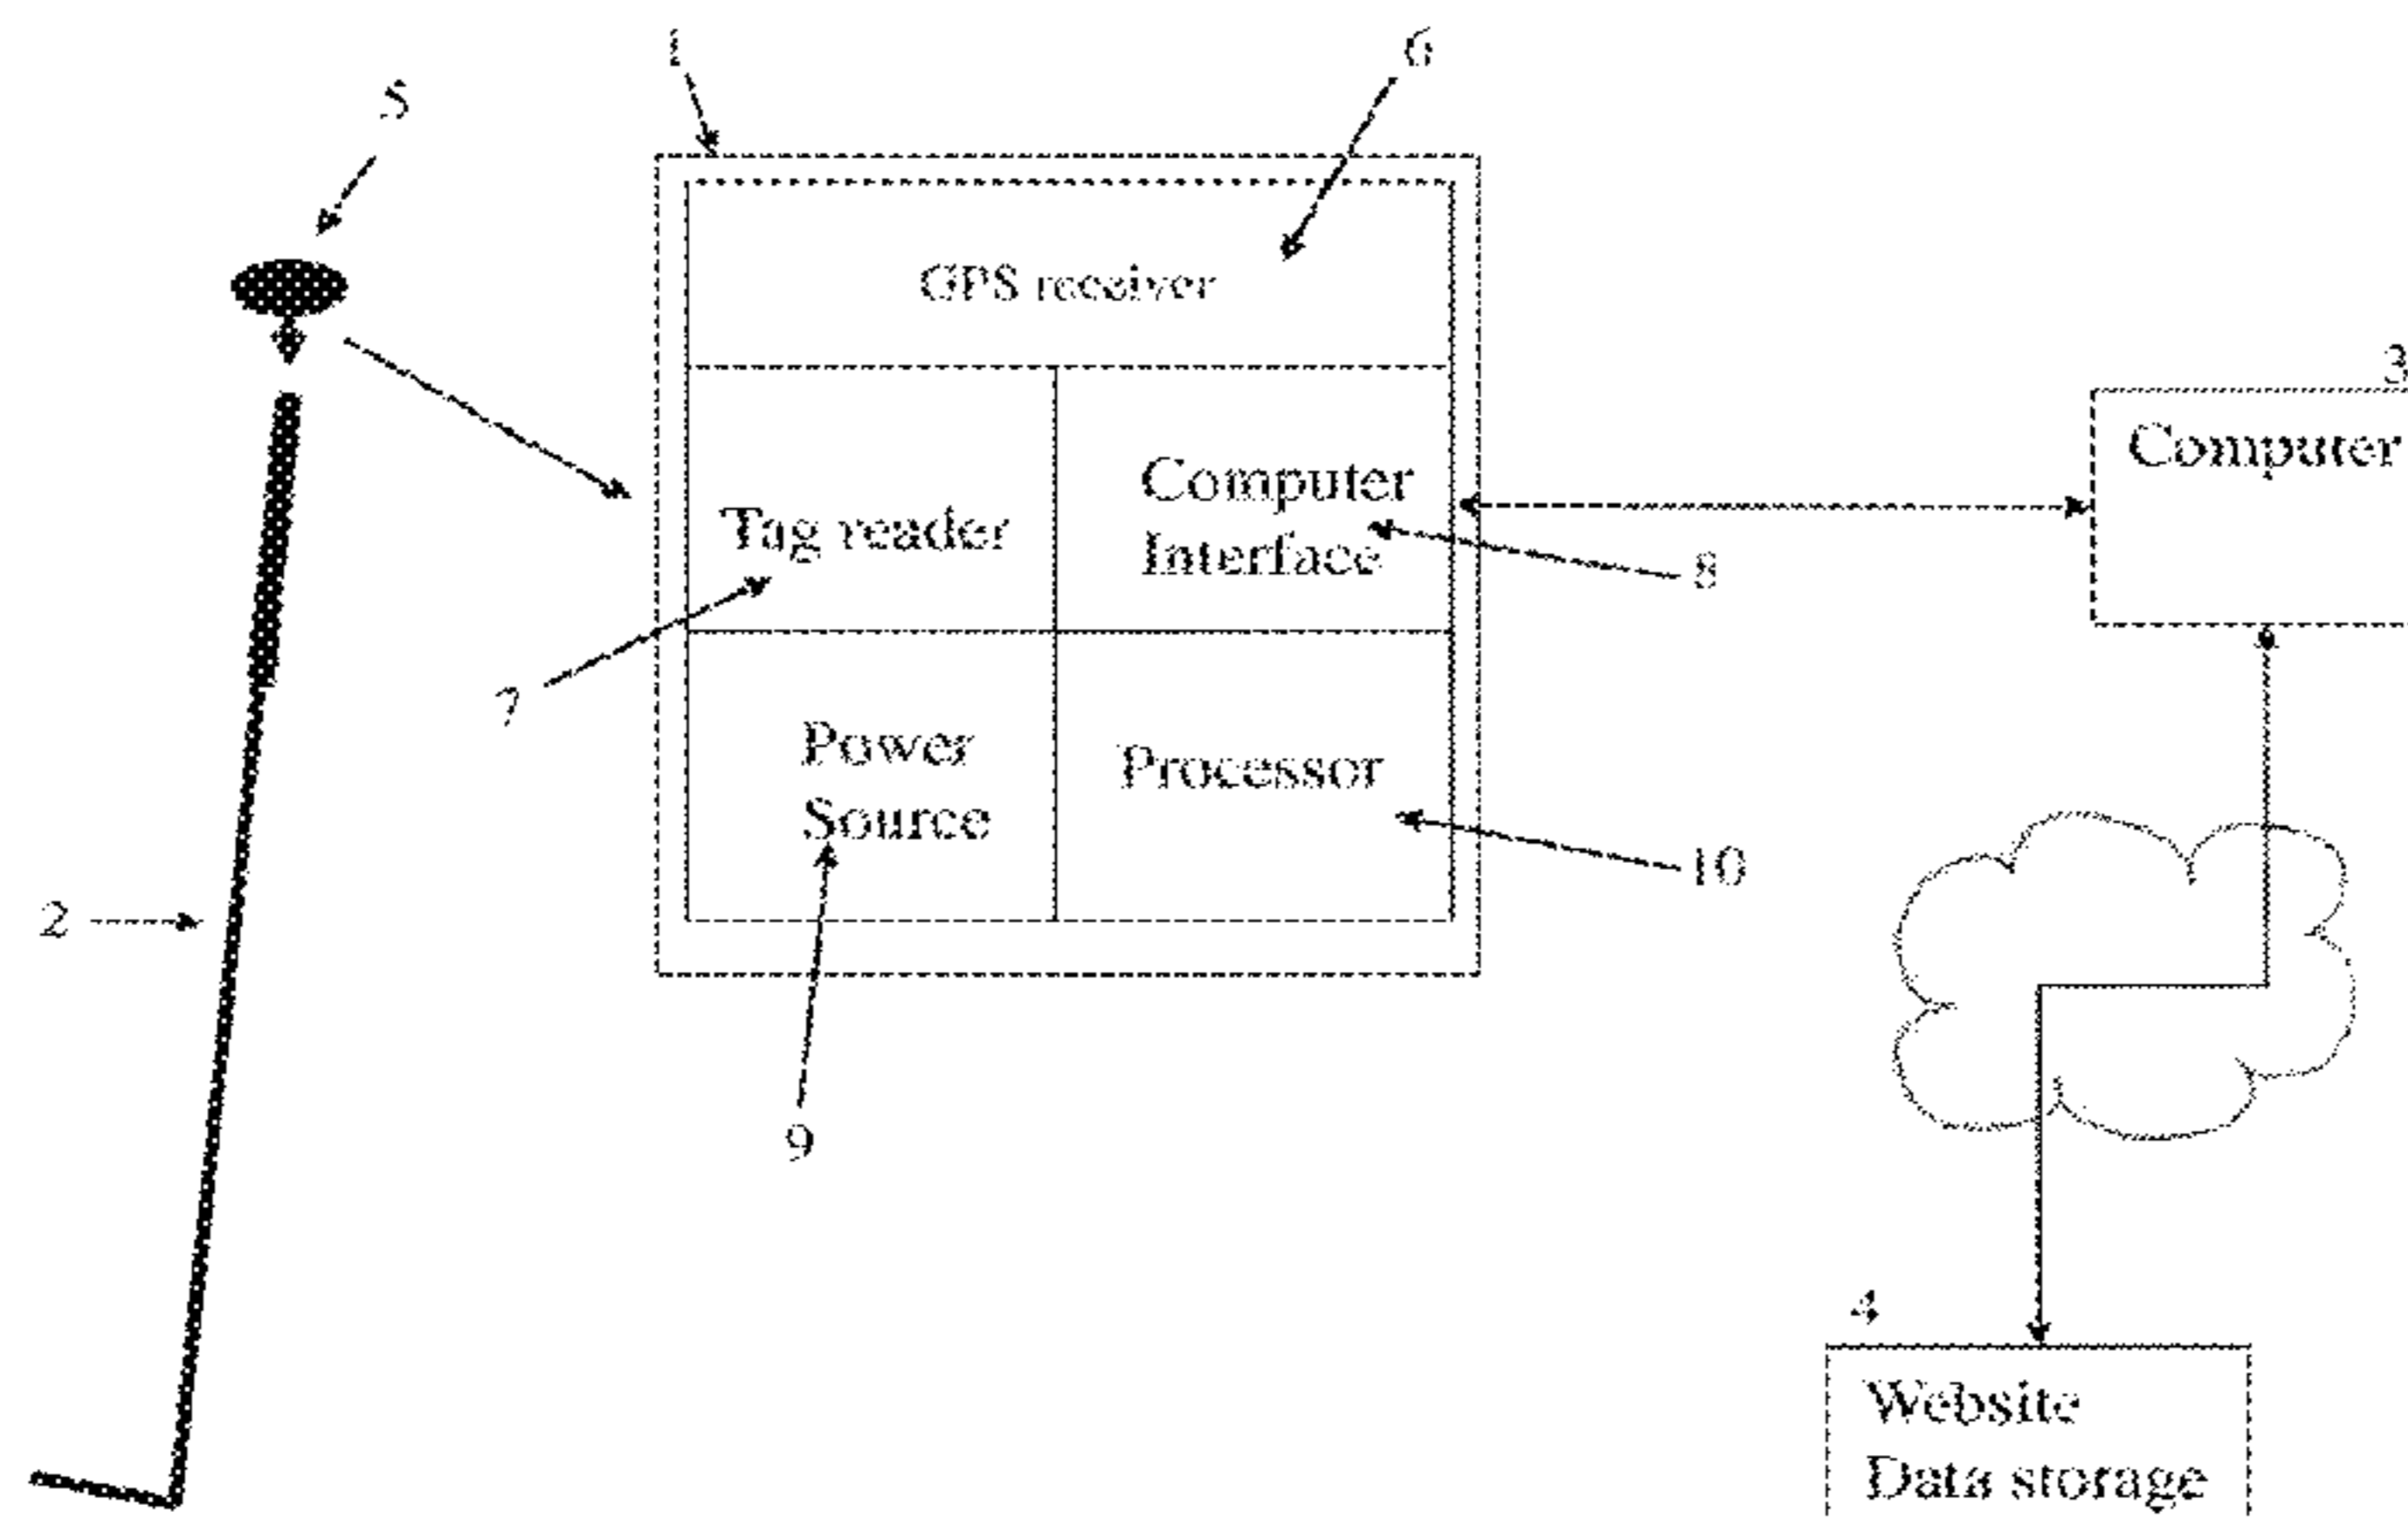 1
6
5
GPS receiver
3
Computer
Computer
Interface
Tag reader
8
7
Power
Source
Processor
10
2
9
4
Website
Data storage